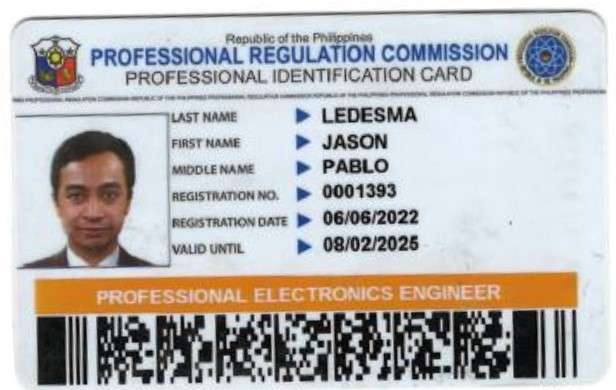 Republic of the Philippines
PROFESSIONAL REGULATION COMMISSION
PROFESSIONAL IDENTIFICATION CARD
LAST NAME LEDESMA
FIRST NAME JASON
MIDDLE NAME PABLO
REGISTRATION NO. 0001393
REGISTRATION DATE 06/06/2022
VALID UNTIL 08/02/2025
PROFESSIONAL ELECTRONICS ENGINEER